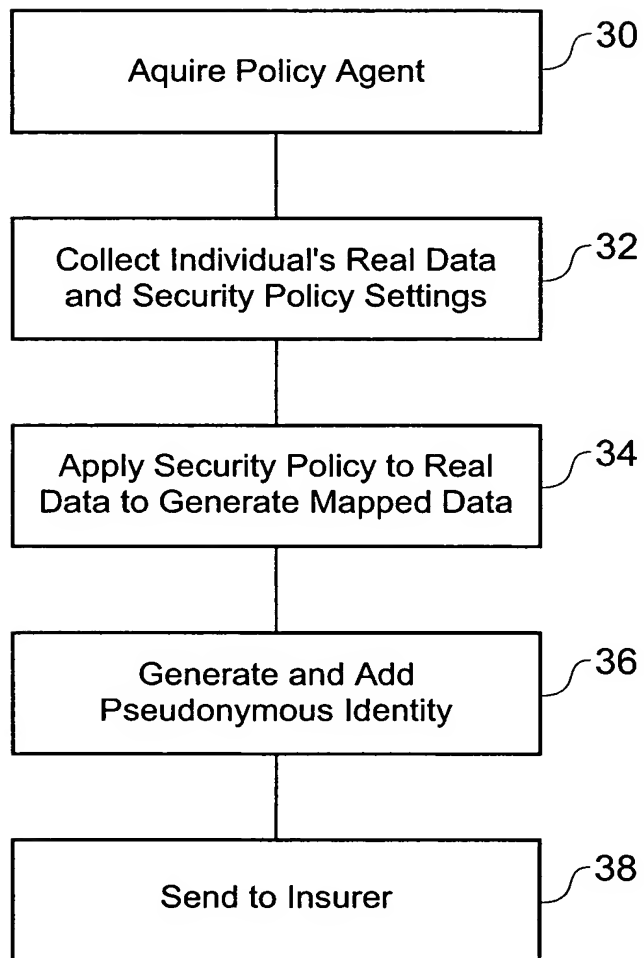 Aquire Policy Agent
30
Collect Individual's Real Data
and Security Policy Settings
32
Apply Security Policy to Real
Data to Generate Mapped Data
34
Generate and Add
Pseudonymous Identity
36
Send to Insurer
38